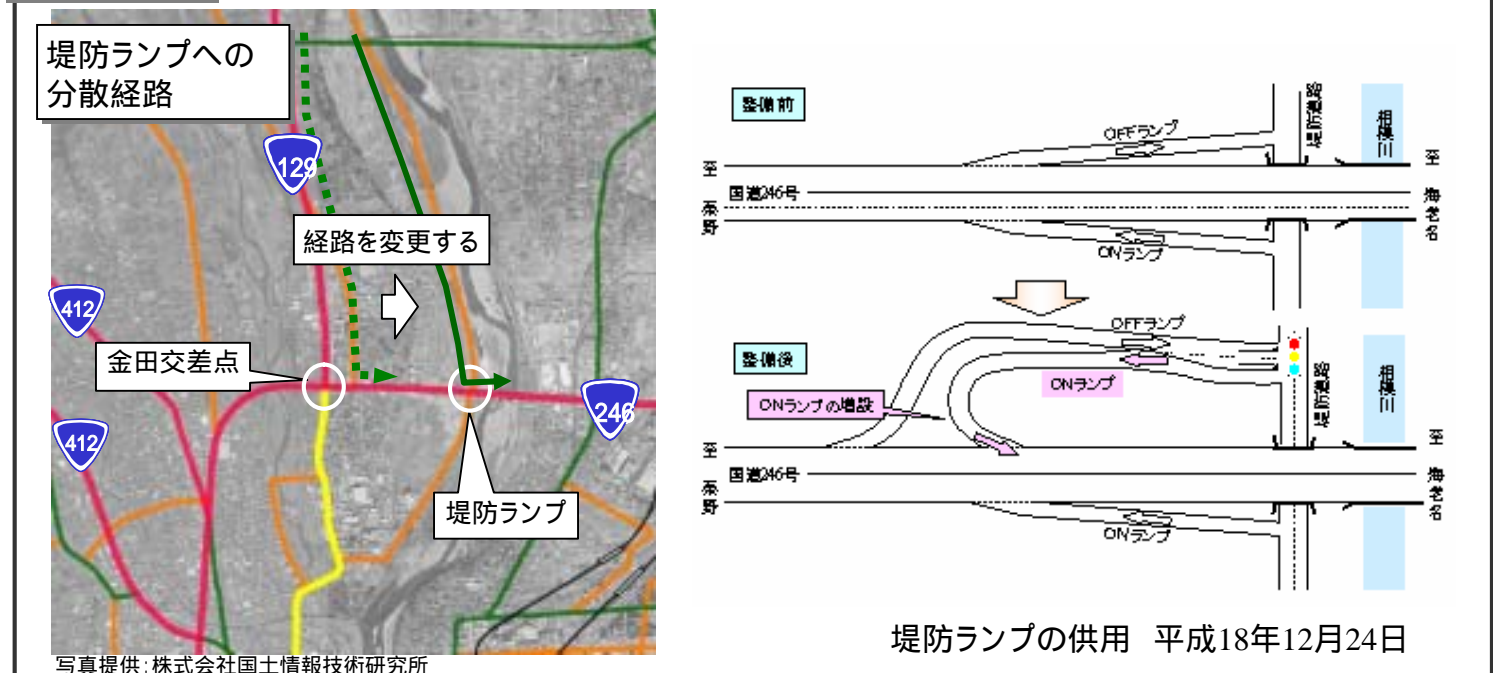 堤防ランプへの
分散経路
129
経路を変更する
412
金田交差点
412
246
堤防ランプ
写真提供:株式会社国土情報技術研究所
整備前
OFFランプ
堤防道路
相模川
至
秦野
国道246号
至
海老名
ONランプ
整備後
OFFランプ
ONランプ
ONランプの増設
堤防道路
相模川
至
秦野
国道246号
至
海老名
ONランプ
堤防ランプの供用 平成18年12月24日